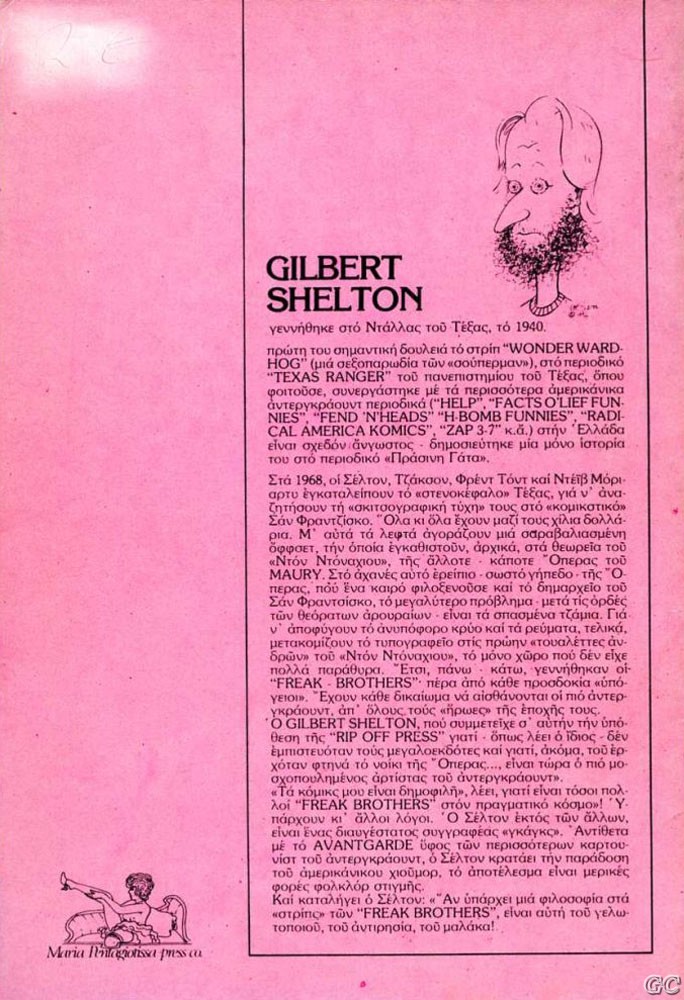 2 €
GILBERT
SHELTON
γεννήθηκε στό Ντάλλας τοῦ Τέξας, τό 1940.
πρώτη του σημαντική δουλειά τό στρίπ “WONDER WARD-
HOG” (μιά σεξοπαρωδία τῶν «σούπερμαν»), στό περιοδικό
“TEXAS RANGER” τοῦ πανεπιστημίου τοῦ Τέξας, ὅπου
φοιτοῦσε, συνεργάστηκε μέ τά περισσότερα ἀμερικάνικα
ἀντεργκράουντ περιοδικά (“HELP”, “FACTS O'LIEF FUN-
NIES”, “FEND 'N'HEADS” “H-BOMB FUNNIES”, “RADI-
CAL AMERICA KOMICS”, “ZAP 3-7” κ.ἄ.) στήν Ἑλλάδα
εἶναι σχεδόν ἄνγωστος - δημοσιεύτηκε μία μόνο ἱστορία
του στό περιοδικό «Πράσινη Γάτα».
Στά 1968, οἱ Σέλτον, Τζάκσον, Φρέντ Τόντ καί Ντέϊβ Μόρι-
αρτυ ἐγκαταλείπουν τό «στενοκέφαλο» Τέξας, γιά ν' ἀνα-
ζητήσουν τή «σκιτσογραφική τύχη» τους στό «κομικστικό»
Σάν Φραντζίσκο. Ὅλα κι ὅλα ἔχουν μαζί τους χίλια δολλά-
ρια. Μ' αὐτά τά λεφτά ἀγοράζουν μιά σαραβαλιασμένη
ὄφφσετ, τήν ὁποία ἐγκαθιστοῦν, ἀρχικά, στά θεωρεῖα τοῦ
«Ντόν Ντόναχιου», τῆς ἄλλοτε - κάποτε Ὄπερας τοῦ
MAURY. Στό ἀχανές αὐτό ἐρείπιο - σωστό γήπεδο - τῆς Ὄ-
περας, πού ἕνα καιρό φιλοξενοῦσε καί τό δημαρχεῖο τοῦ
Σάν Φραντσίσκο, τό μεγαλύτερο πρόβλημα - μετά τίς ὀρδές
τῶν θεόρατων ἀρουραίων - εἶναι τά σπασμένα τζάμια. Γιά
ν' ἀποφύγουν τό ἀνυπόφορο κρύο καί τά ρεύματα, τελικά,
μετακομίζουν τό τυπογραφεῖο στίς πρώην «τουαλέττες ἀν-
δρῶν» τοῦ «Ντόν Ντόναχιου», τό μόνο χῶρο πού δέν εἶχε
πολλά παράθυρα. Ἔτσι, πάνω - κάτω, γεννήθηκαν οἱ
“FREAK - BROTHERS” πέρα ἀπό κάθε προσδοκία «ὑπό-
γειοι». Ἔχουν κάθε δικαίωμα νά αἰσθάνονται οἱ πιό ἀντερ-
γκράουντ, ἀπ' ὅλους τούς «ἥρωες» τῆς ἐποχῆς τους.
Ὁ GILBERT SHELTON, πού συμμετεῖχε σ' αὐτήν τήν ὑπό-
θεση τῆς “RIP OFF PRESS” γιατί - ὅπως λέει ὁ ἴδιος - δέν
ἐμπιστευόταν τούς μεγαλοεκδότες καί γιατί, ἀκόμα, τοῦ ἐρ-
χόταν φτηνά τό νοίκι τῆς Ὄπερας..., εἶναι τώρα ὁ πιό μο-
σχοπουλημένος ἀρτίστας τοῦ ἀντεργκράουντ».
«Τά κόμικς μου εἶναι δημοφιλῆ», λέει, γιατί εἶναι τόσοι πολ-
λοί “FREAK BROTHERS” στόν πραγματικό κόσμο»! Ὑ-
πάρχουν κι' ἄλλοι λόγοι. Ὁ Σέλτον ἐκτός τῶν ἄλλων,
εἶναι ἕνας διαυγέστατος συγγραφέας «γκάγκς». Ἀντίθετα
μέ τό AVANTGARDE ὕφος τῶν περισσότερων καρτου-
νίστ τοῦ ἀντεργκράουντ, ὁ Σέλτον κρατάει τήν παράδοση
τοῦ ἀμερικάνικου χιοῦμορ, τό ἀποτέλεσμα εἶναι μερικές
φορές φολκλόρ στιγμῆς.
Καί καταλήγει ὁ Σέλτον: «Ἄν ὑπάρχει μιά φιλοσοφία στά
«στρίπς» τῶν “FREAK BROTHERS”, εἶναι αὐτή τοῦ γελω-
τοποιοῦ, τοῦ ἀντιρησία, τοῦ μαλάκα!
Maria Pentagiotissa press co.
GC